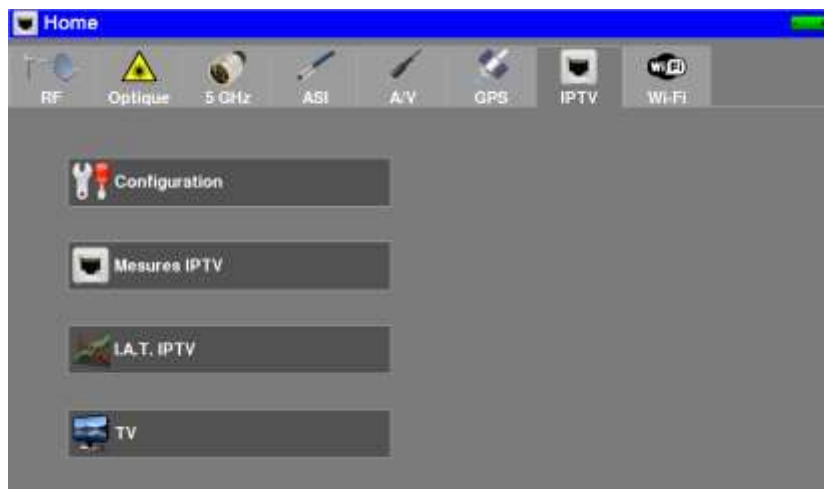 Home
RF Optique 5 GHz ASI A/V GPS IPTV Wi-Fi
Configuration
Mesures IPTV
I.A.T. IPTV
TV